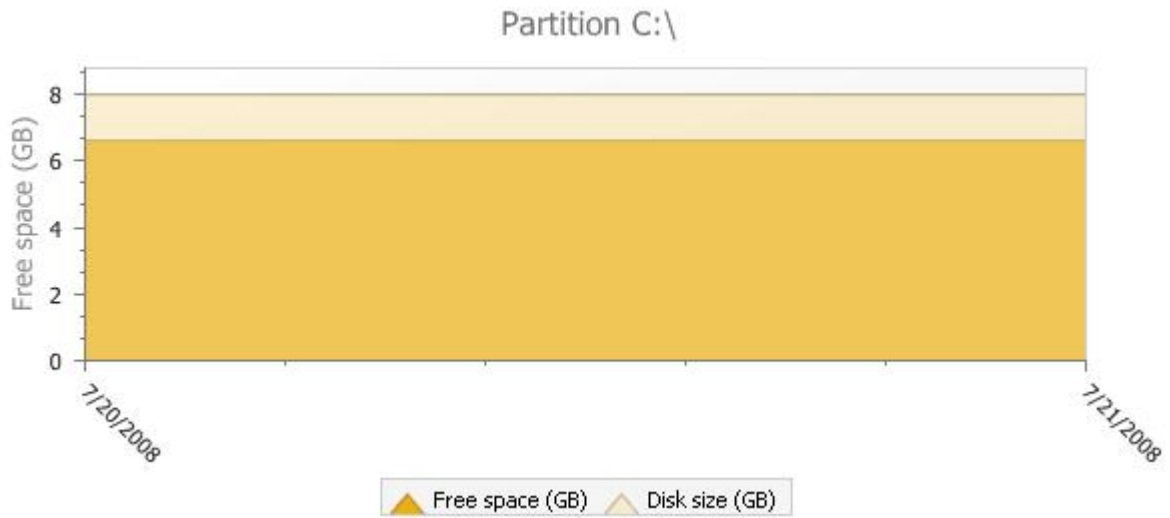 Partition C:\
Free space (GB)
8
6
4
2
0
7/20/2008
7/21/2008
Free space (GB) Disk size (GB)